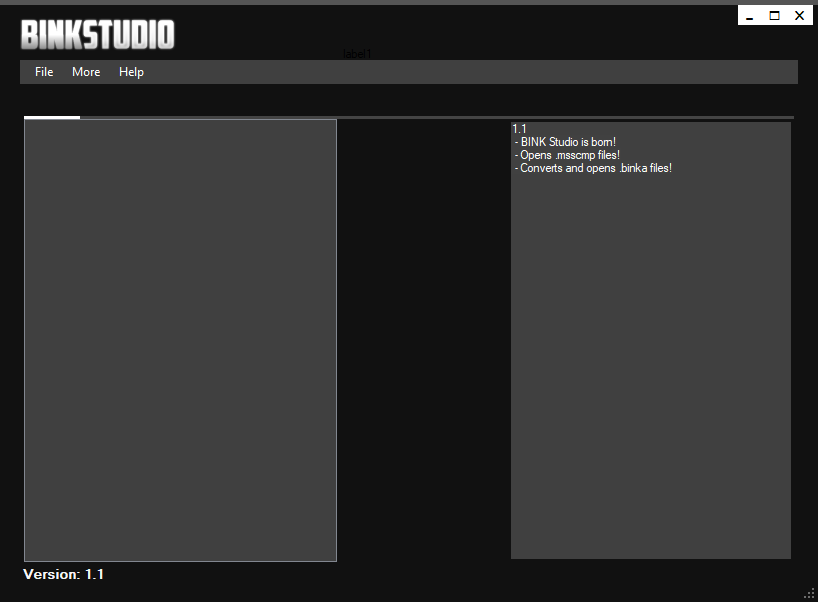 BINKSTUDIO
label1
File More Help
1.1
- BINK Studio is born!
- Opens .msscmp files!
- Converts and opens .binka files!
Version: 1.1